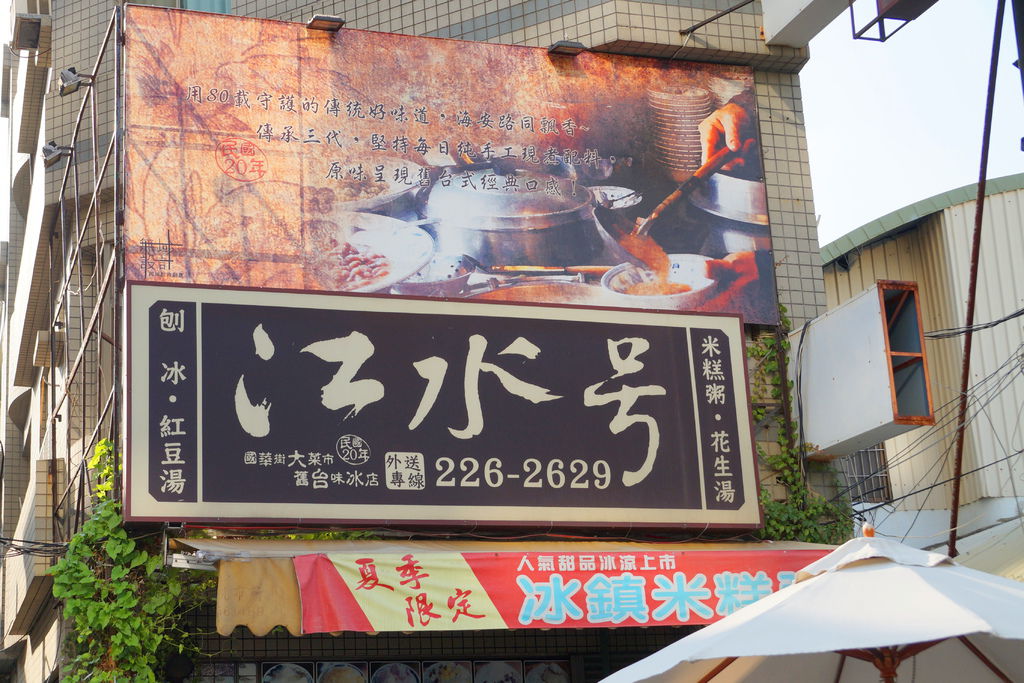 用80載守護的傳統好味道，海安路同飄香~
傳承三代，堅持每日純手工現煮配料，
原味呈現舊台式經典口感！
民國
20年
無同
設計
刨冰・紅豆湯
江水号
米糕粥・花生湯
國華街大菜市
舊台味冰店
民國
20年
外送
專線
226-2629
夏季
限定
人氣甜品冰涼上市
冰鎮米糕